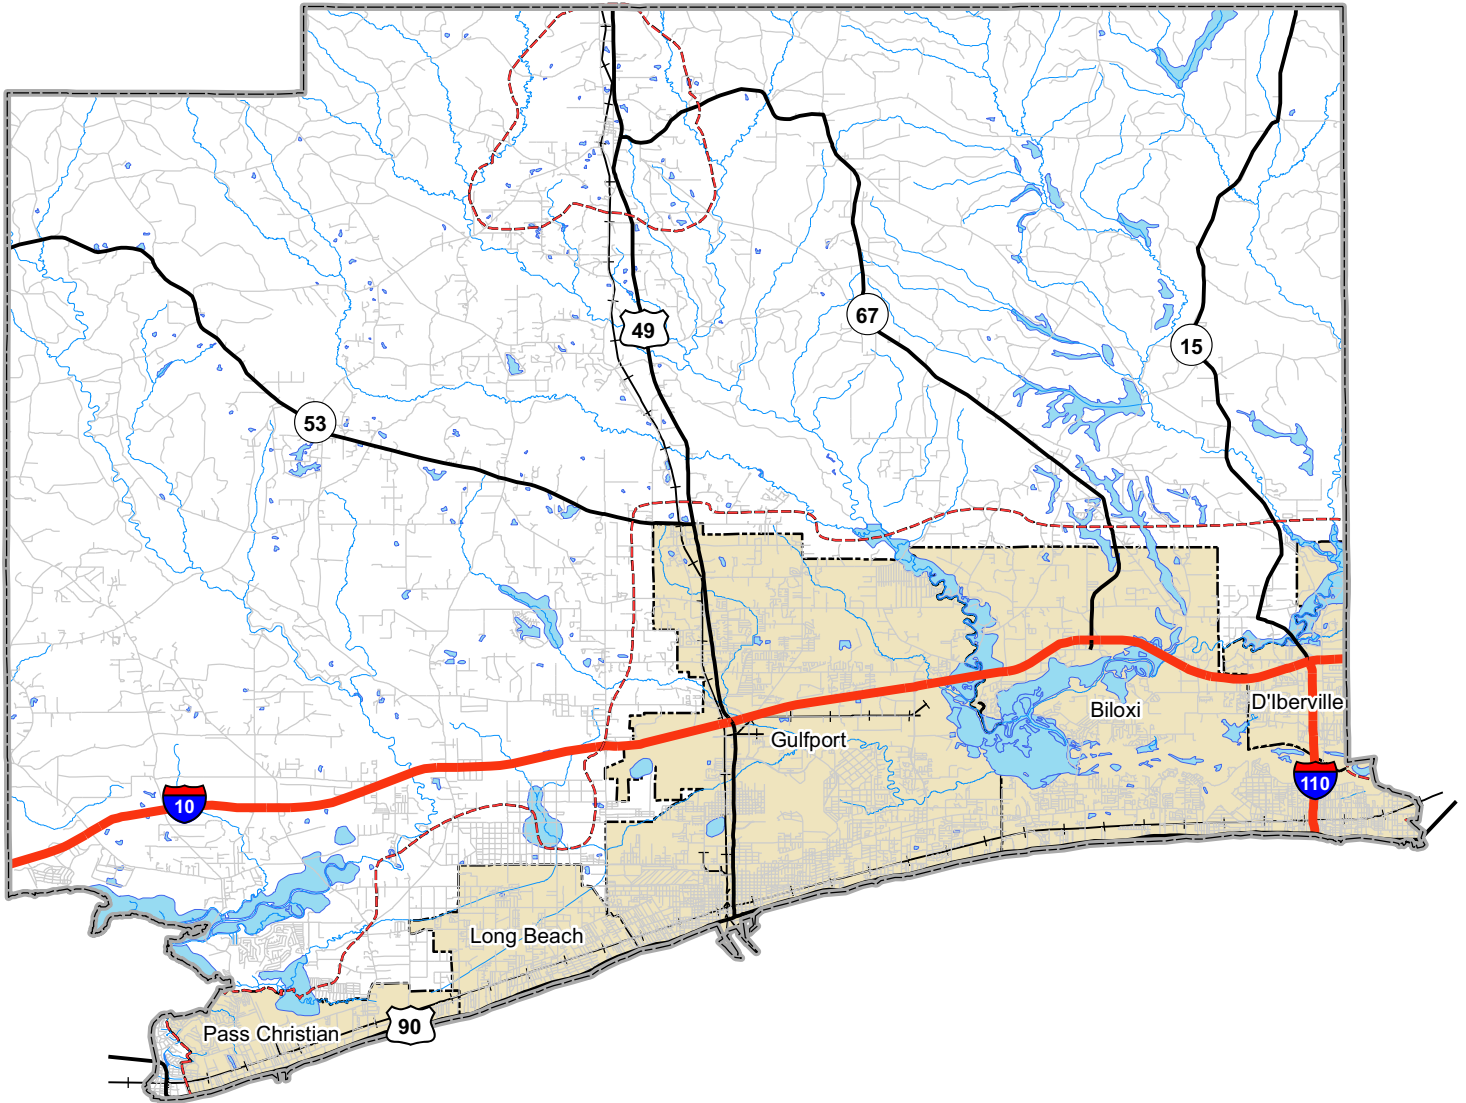 49
67
15
53
Biloxi
D'Iberville
Gulfport
110
10
Long Beach
90
Pass Christian